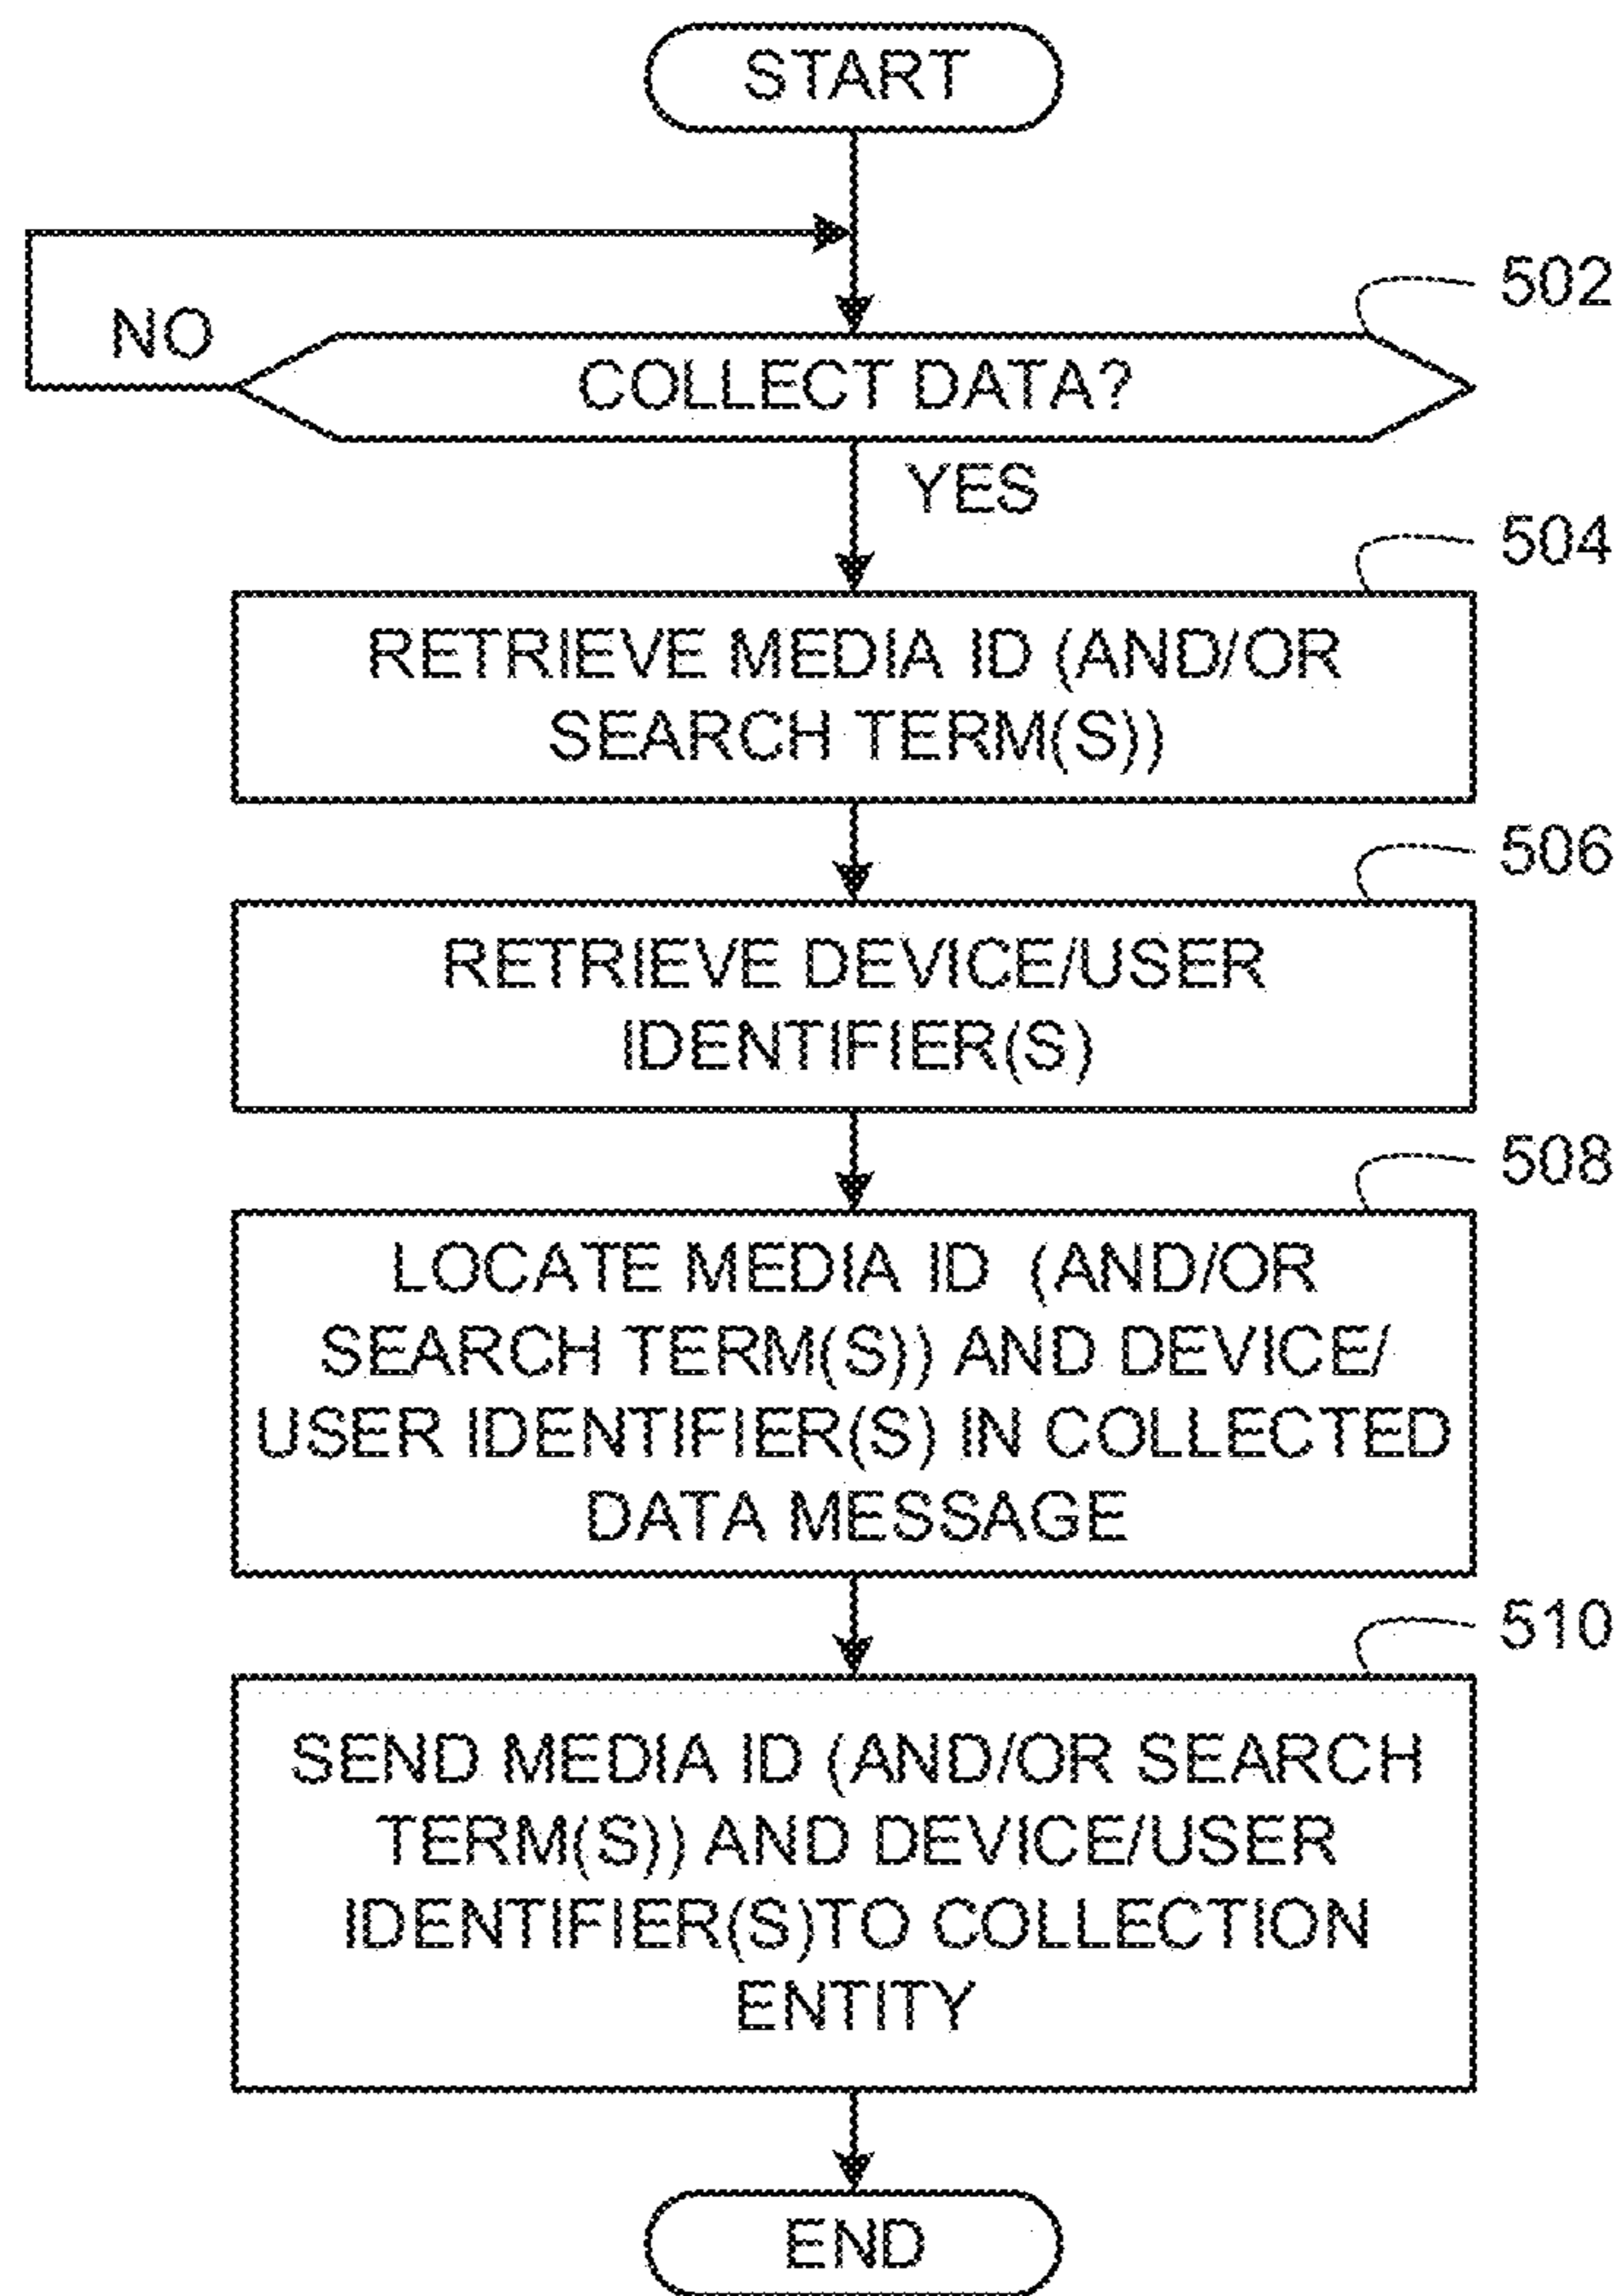 START
502
NO
COLLECT DATA?
YES
504
RETRIEVE MEDIA ID (AND/OR
SEARCH TERM(S))
506
RETRIEVE DEVICE/USER
IDENTIFIER(S)
508
LOCATE MEDIA ID (AND/OR
SEARCH TERM(S)) AND DEVICE/
USER IDENTIFIER(S) IN COLLECTED
DATA MESSAGE
510
SEND MEDIA ID (AND/OR SEARCH
TERM(S)) AND DEVICE/USER
IDENTIFIER(S)TO COLLECTION
ENTITY
END